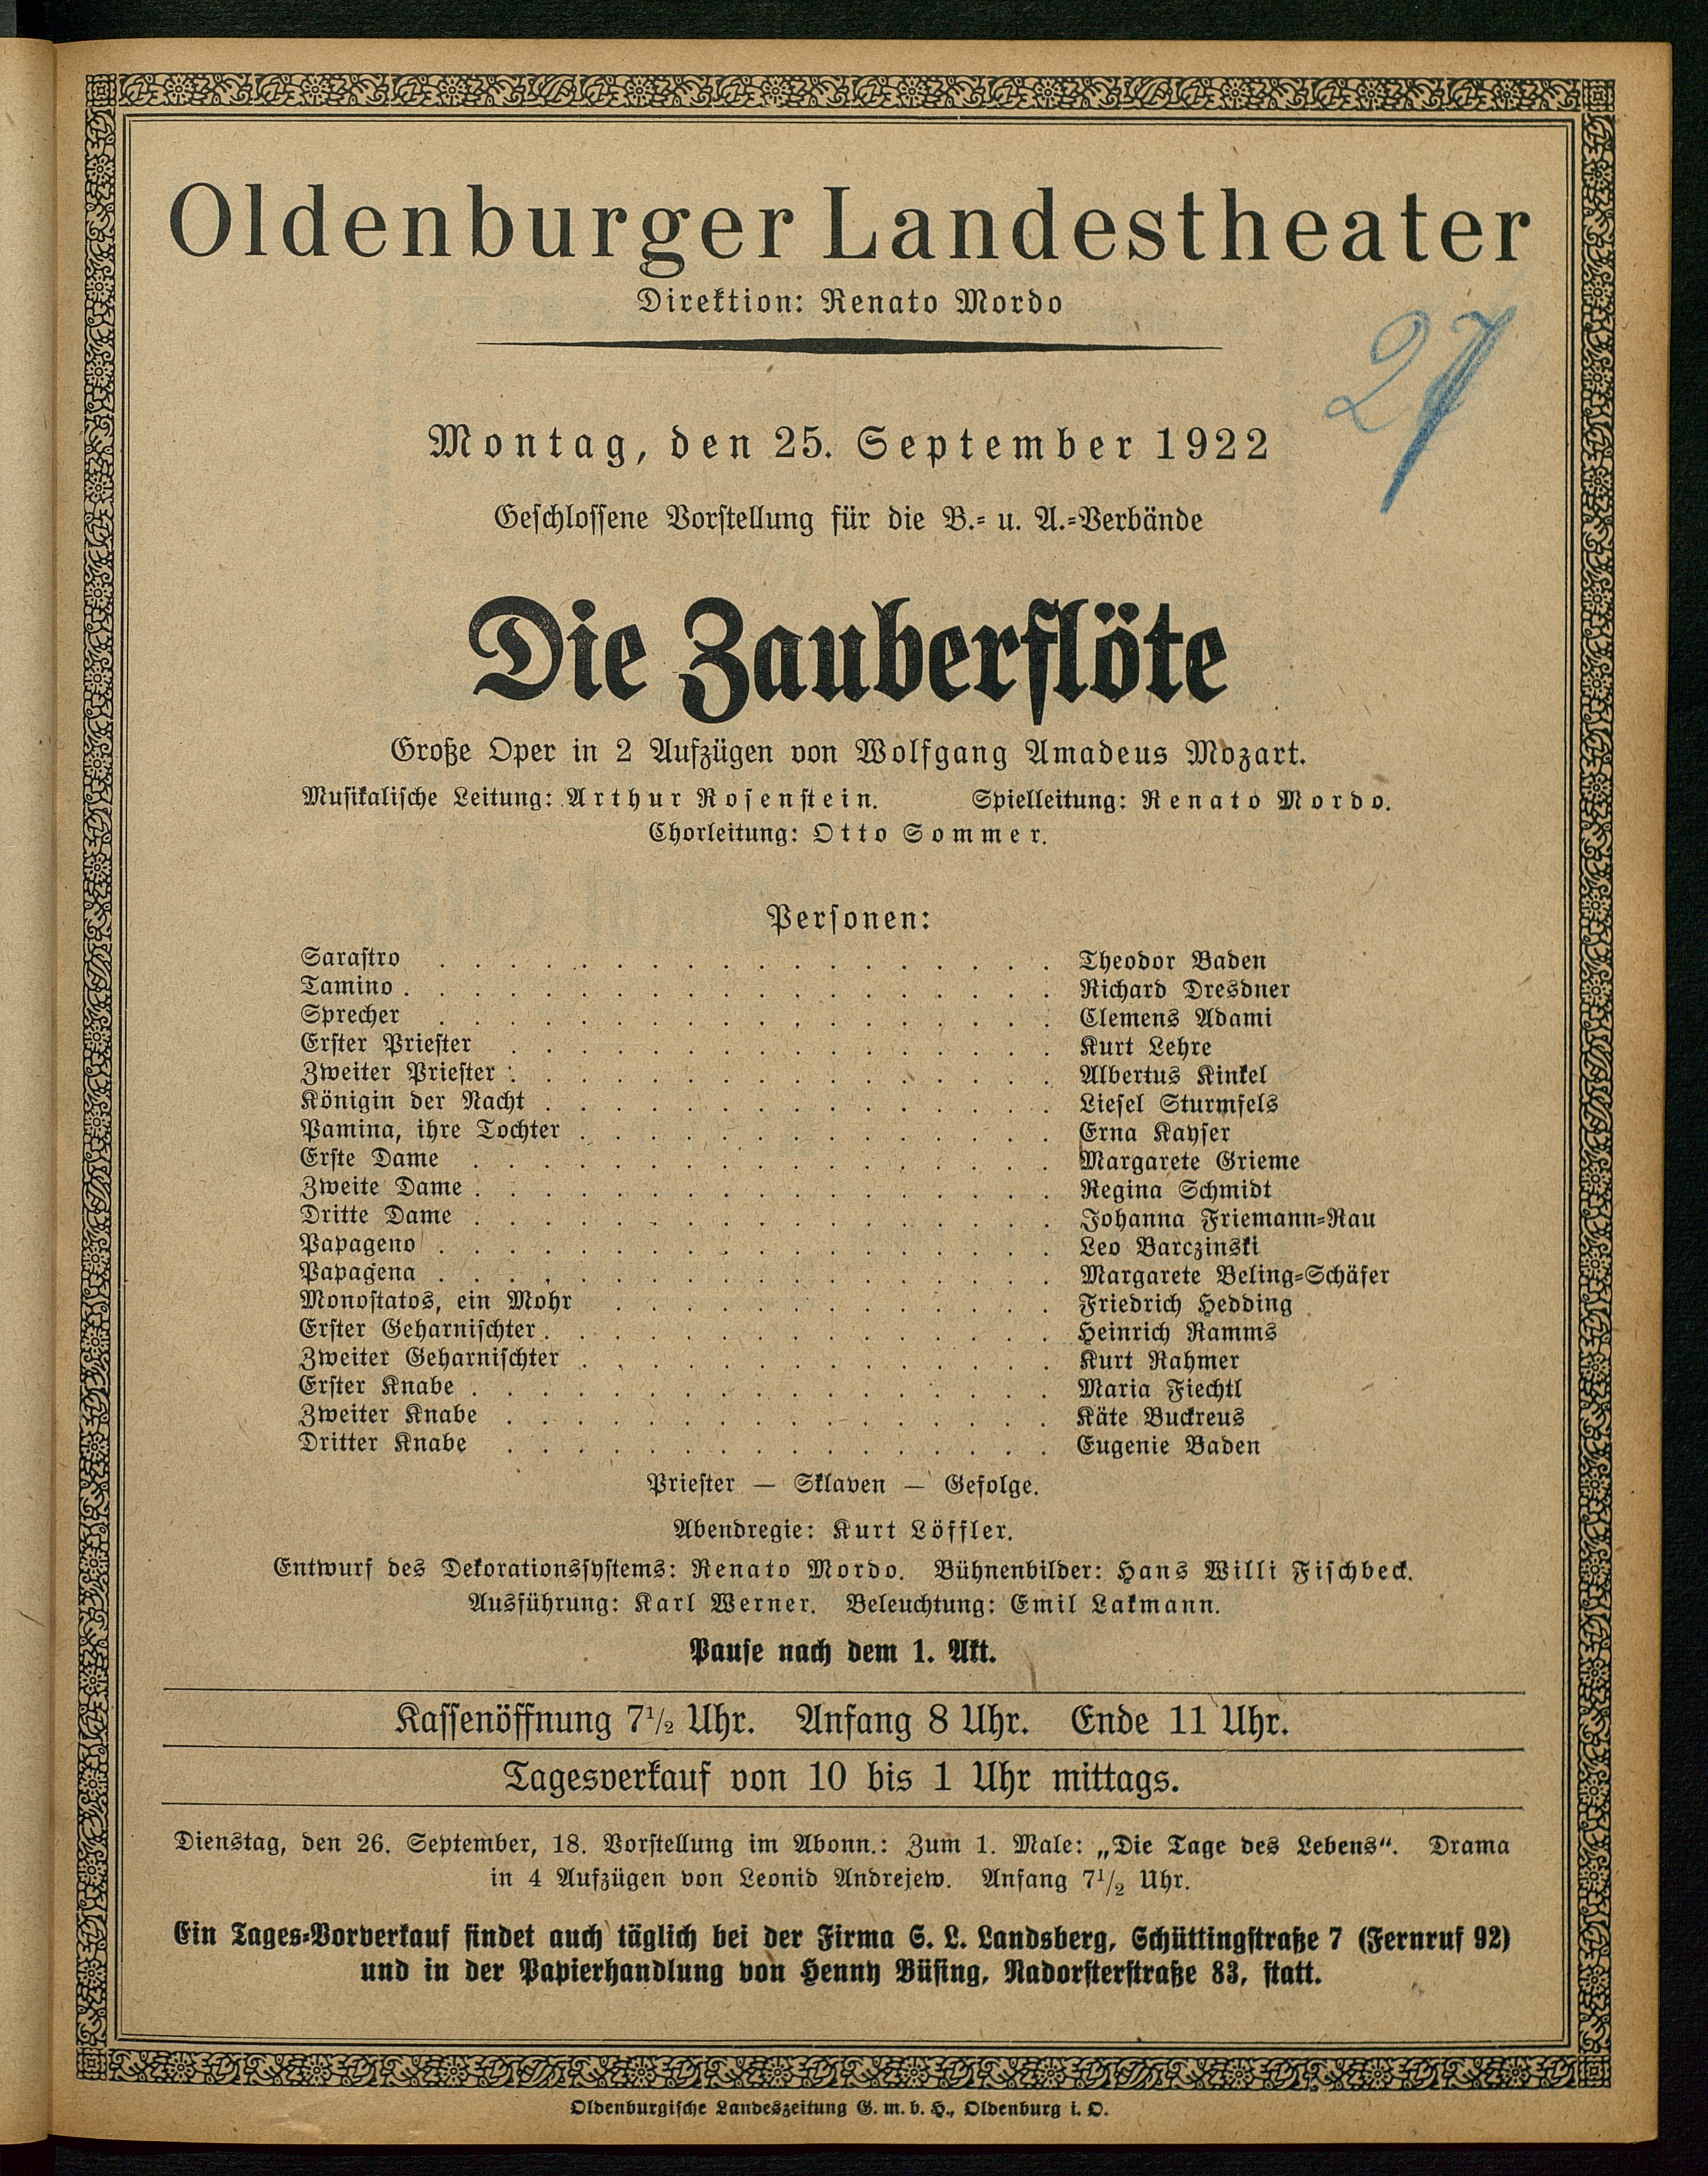 Oldenburger Landestheater
Direktion: Renato Mordo
27
Montag, den 25. September 1922
Geschlossene Vorstellung für die B.- u. A.-Verbände
Die Zauberflöte
Große Oper in 2 Aufzügen von Wolfgang Amadeus Mozart.
Musikalische Leitung: Arthur Rosenstein. Spielleitung: Renato Mordo.
Chorleitung: Otto Sommer.
Personen:
Sarastro . . . . . . . . . . . . . . . . . . Theodor Baden
Tamino . . . . . . . . . . . . . . . . . . . Richard Dresdner
Sprecher . . . . . . . . . . . . . . . . . . Clemens Adami
Erster Priester . . . . . . . . . . . . . . . . Kurt Lehre
Zweiter Priester . . . . . . . . . . . . . . . . Albertus Kinkel
Königin der Nacht . . . . . . . . . . . . . . . Liesel Sturmfels
Pamina, ihre Tochter . . . . . . . . . . . . . . Erna Kayser
Erste Dame . . . . . . . . . . . . . . . . . Margarete Grieme
Zweite Dame . . . . . . . . . . . . . . . . . Regina Schmidt
Dritte Dame . . . . . . . . . . . . . . . . . Johanna Friemann-Rau
Papageno . . . . . . . . . . . . . . . . . . Leo Barczinski
Papagena . . . . . . . . . . . . . . . . . . Margarete Beling-Schäfer
Monostatos, ein Mohr . . . . . . . . . . . . . Friedrich Hedding
Erster Geharnischter . . . . . . . . . . . . . . . Heinrich Ramms
Zweiter Geharnischter . . . . . . . . . . . . . . Kurt Rahmer
Erster Knabe . . . . . . . . . . . . . . . . . Maria Fiechtl
Zweiter Knabe . . . . . . . . . . . . . . . . Käte Buckreus
Dritter Knabe . . . . . . . . . . . . . . . . Eugenie Baden
Priester — Sklaven — Gefolge.
Abendregie: Kurt Löffler.
Entwurf des Dekorationssystems: Renato Mordo. Bühnenbilder: Hans Willi Fischbeck.
Ausführung: Karl Werner. Beleuchtung: Emil Lakmann.
Pause nach dem 1. Akt.
Kassenöffnung 7½ Uhr. Anfang 8 Uhr. Ende 11 Uhr.
Tagesverkauf von 10 bis 1 Uhr mittags.
Dienstag, den 26. September, 18. Vorstellung im Abonn.: Zum 1. Male: „Die Tage des Lebens“. Drama
in 4 Aufzügen von Leonid Andrejew. Anfang 7½ Uhr.
Ein Tages-Vorverkauf findet auch täglich bei der Firma S. L. Landsberg, Schüttingstraße 7 (Fernruf 92)
und in der Papierhandlung von Henny Büsing, Nadorsterstraße 83, statt.
Oldenburgische Landeszeitung G. m. b. H., Oldenburg i. O.